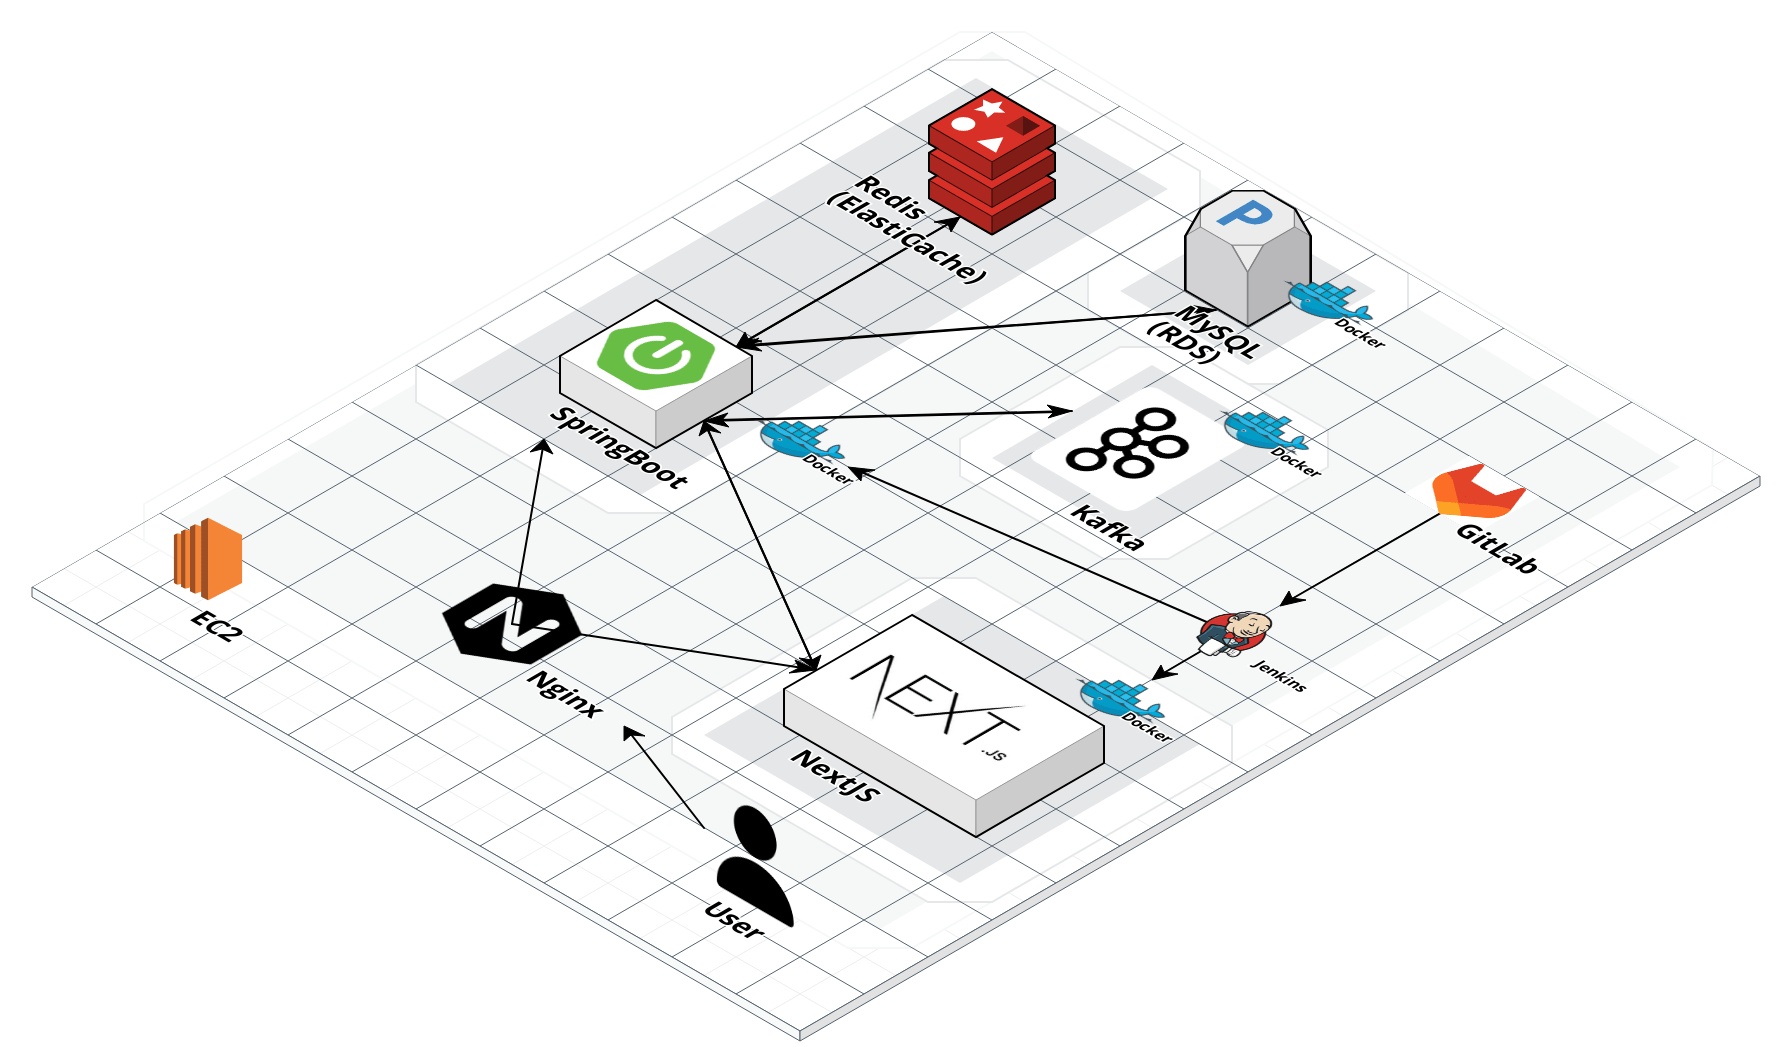 Redis
(ElastiCache)
P
MySQL
(RDS)
Docker
SpringBoot
Docker
Kafka
Docker
GitLab
EC2
Nginx
Jenkins
NEXT
.JS
Docker
NextJS
User